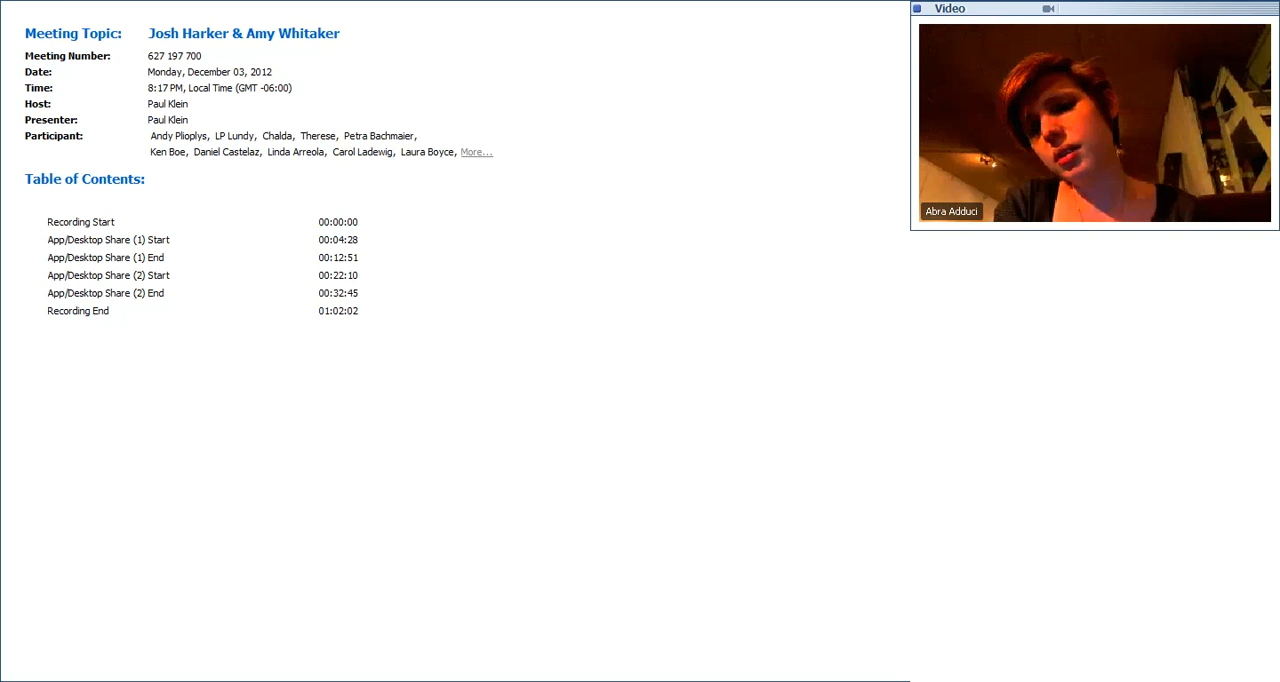 Meeting Topic: Josh Harker & Amy Whitaker
Meeting Number: 627 197 700
Date: Monday, December 03, 2012
Time: 8:17 PM, Local Time (GMT -06:00)
Host: Paul Klein
Presenter: Paul Klein
Participant: Andy Plioplys, LP Lundy, Chalda, Therese, Petra Bachmaier,
Ken Boe, Daniel Castelaz, Linda Arreola, Carol Ladewig, Laura Boyce, More...
Table of Contents:
Recording Start 00:00:00
App/Desktop Share (1) Start 00:04:28
App/Desktop Share (1) End 00:12:51
App/Desktop Share (2) Start 00:22:10
App/Desktop Share (2) End 00:32:45
Recording End 01:02:02
Video
Abra Adduci